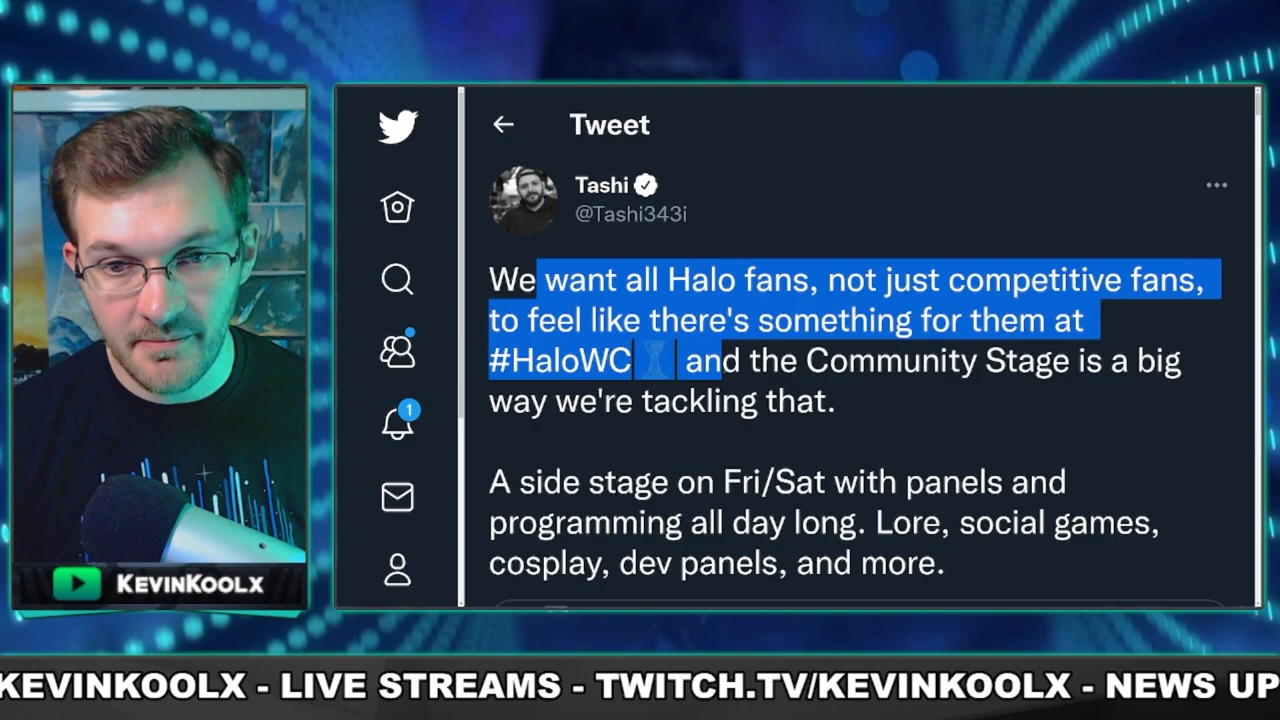 Tweet
Tashi
@Tashi343i
We want all Halo fans, not just competitive fans,
to feel like there's something for them at
#HaloWC and the Community Stage is a big
way we're tackling that.
A side stage on Fri/Sat with panels and
programming all day long. Lore, social games,
cosplay, dev panels, and more.
1
KEVINKOOLX
KEVINKOOLX - LIVE STREAMS - TWITCH.TV/KEVINKOOLX - NEWS UP